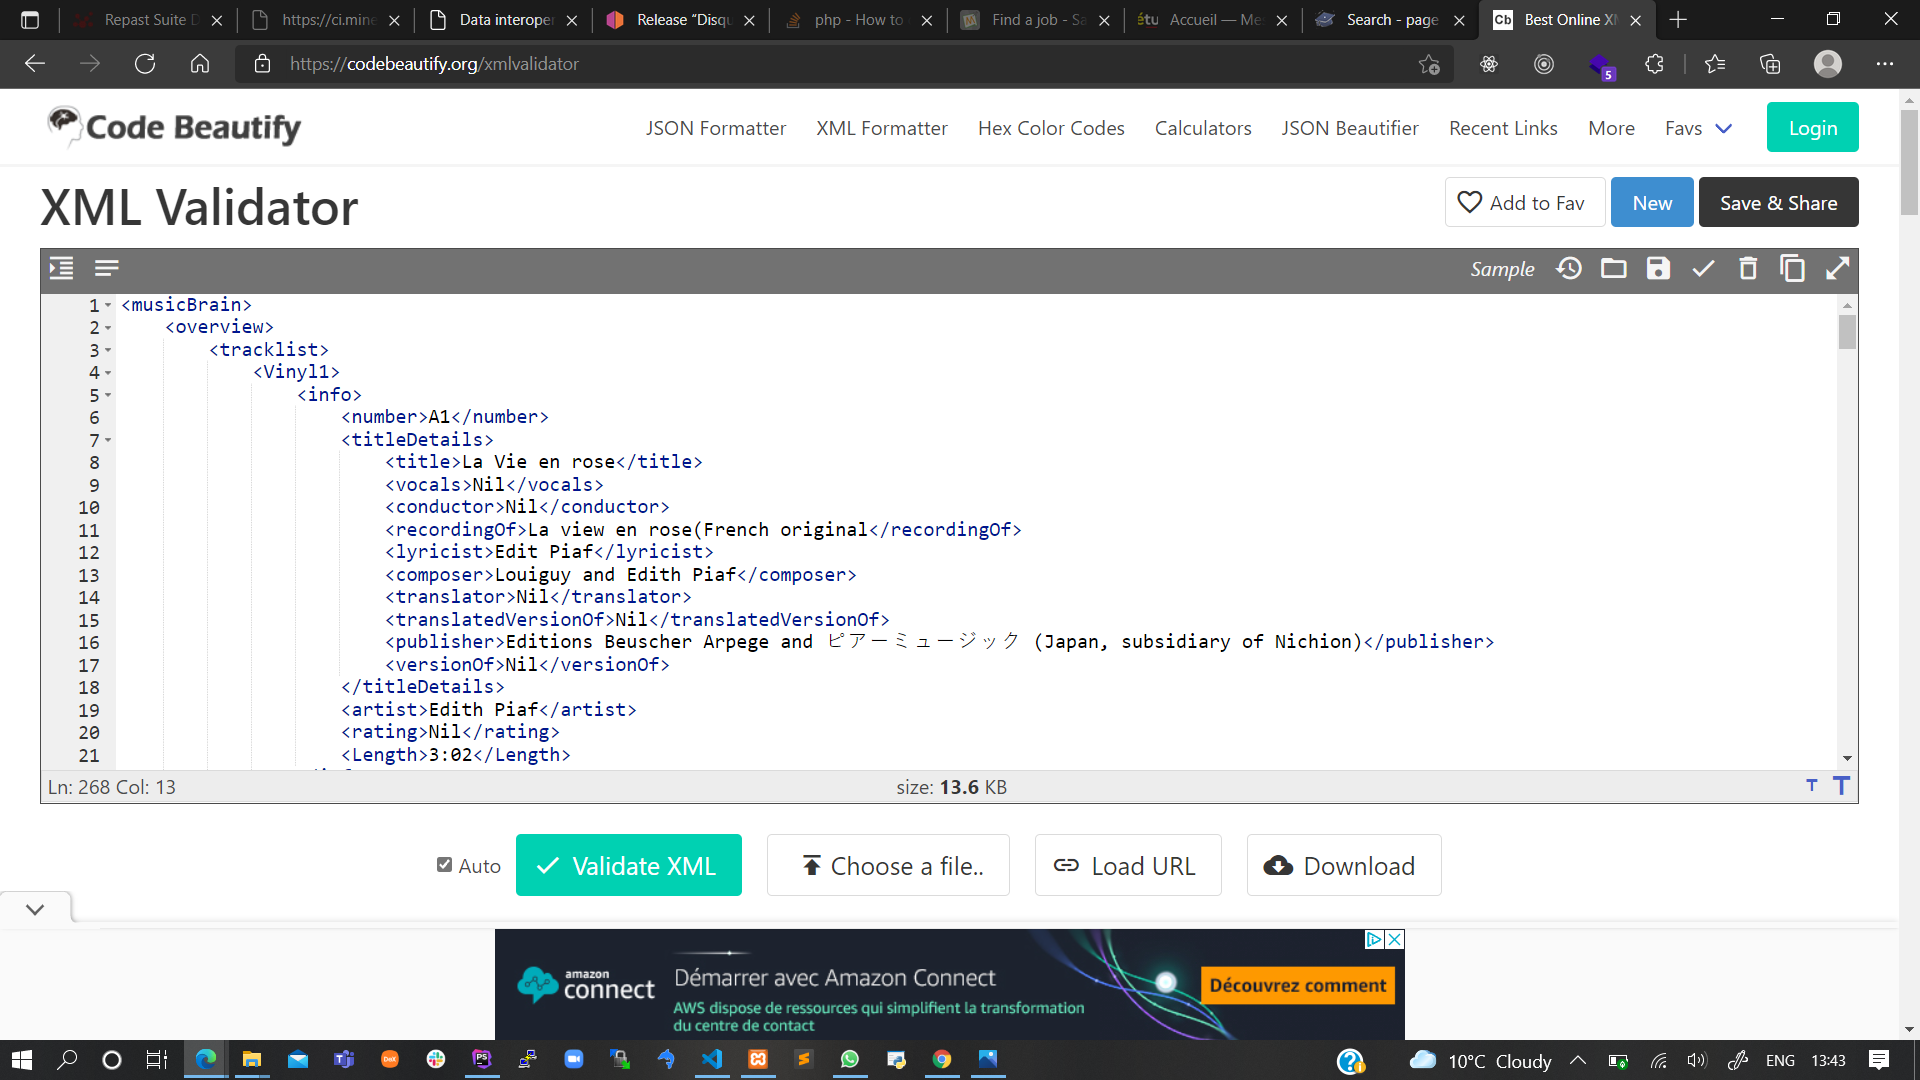 Repast Suite D
https://ci.mine
Data interoper
Release “Disqu
php - How to
Find a job - Sa
Accueil — Me
Search - page
Cb Best Online XM
https://codebeautify.org/xmlvalidator
5
Code Beautify
JSON Formatter XML Formatter Hex Color Codes Calculators JSON Beautifier Recent Links More Favs Login
XML Validator
Add to Fav New Save & Share
Sample
1 <musicBrain>
2 <overview>
3 <tracklist>
4 <Vinyl1>
5 <info>
6 <number>A1</number>
7 <titleDetails>
8 <title>La Vie en rose</title>
9 <vocals>Nil</vocals>
10 <conductor>Nil</conductor>
11 <recordingOf>La view en rose(French original</recordingOf>
12 <lyricist>Edit Piaf</lyricist>
13 <composer>Louiguy and Edith Piaf</composer>
14 <translator>Nil</translator>
15 <translatedVersionOf>Nil</translatedVersionOf>
16 <publisher>Editions Beuscher Arpege and ピアーミュージック (Japan, subsidiary of Nichion)</publisher>
17 <versionOf>Nil</versionOf>
18 </titleDetails>
19 <artist>Edith Piaf</artist>
20 <rating>Nil</rating>
21 <Length>3:02</Length>
Ln: 268 Col: 13 size: 13.6 KB T T
Auto Validate XML Choose a file.. Load URL Download
amazon connect
Démarrer avec Amazon Connect
AWS dispose de ressources qui simplifient la transformation
du centre de contact
Découvrez comment
10°C Cloudy ENG 13:43